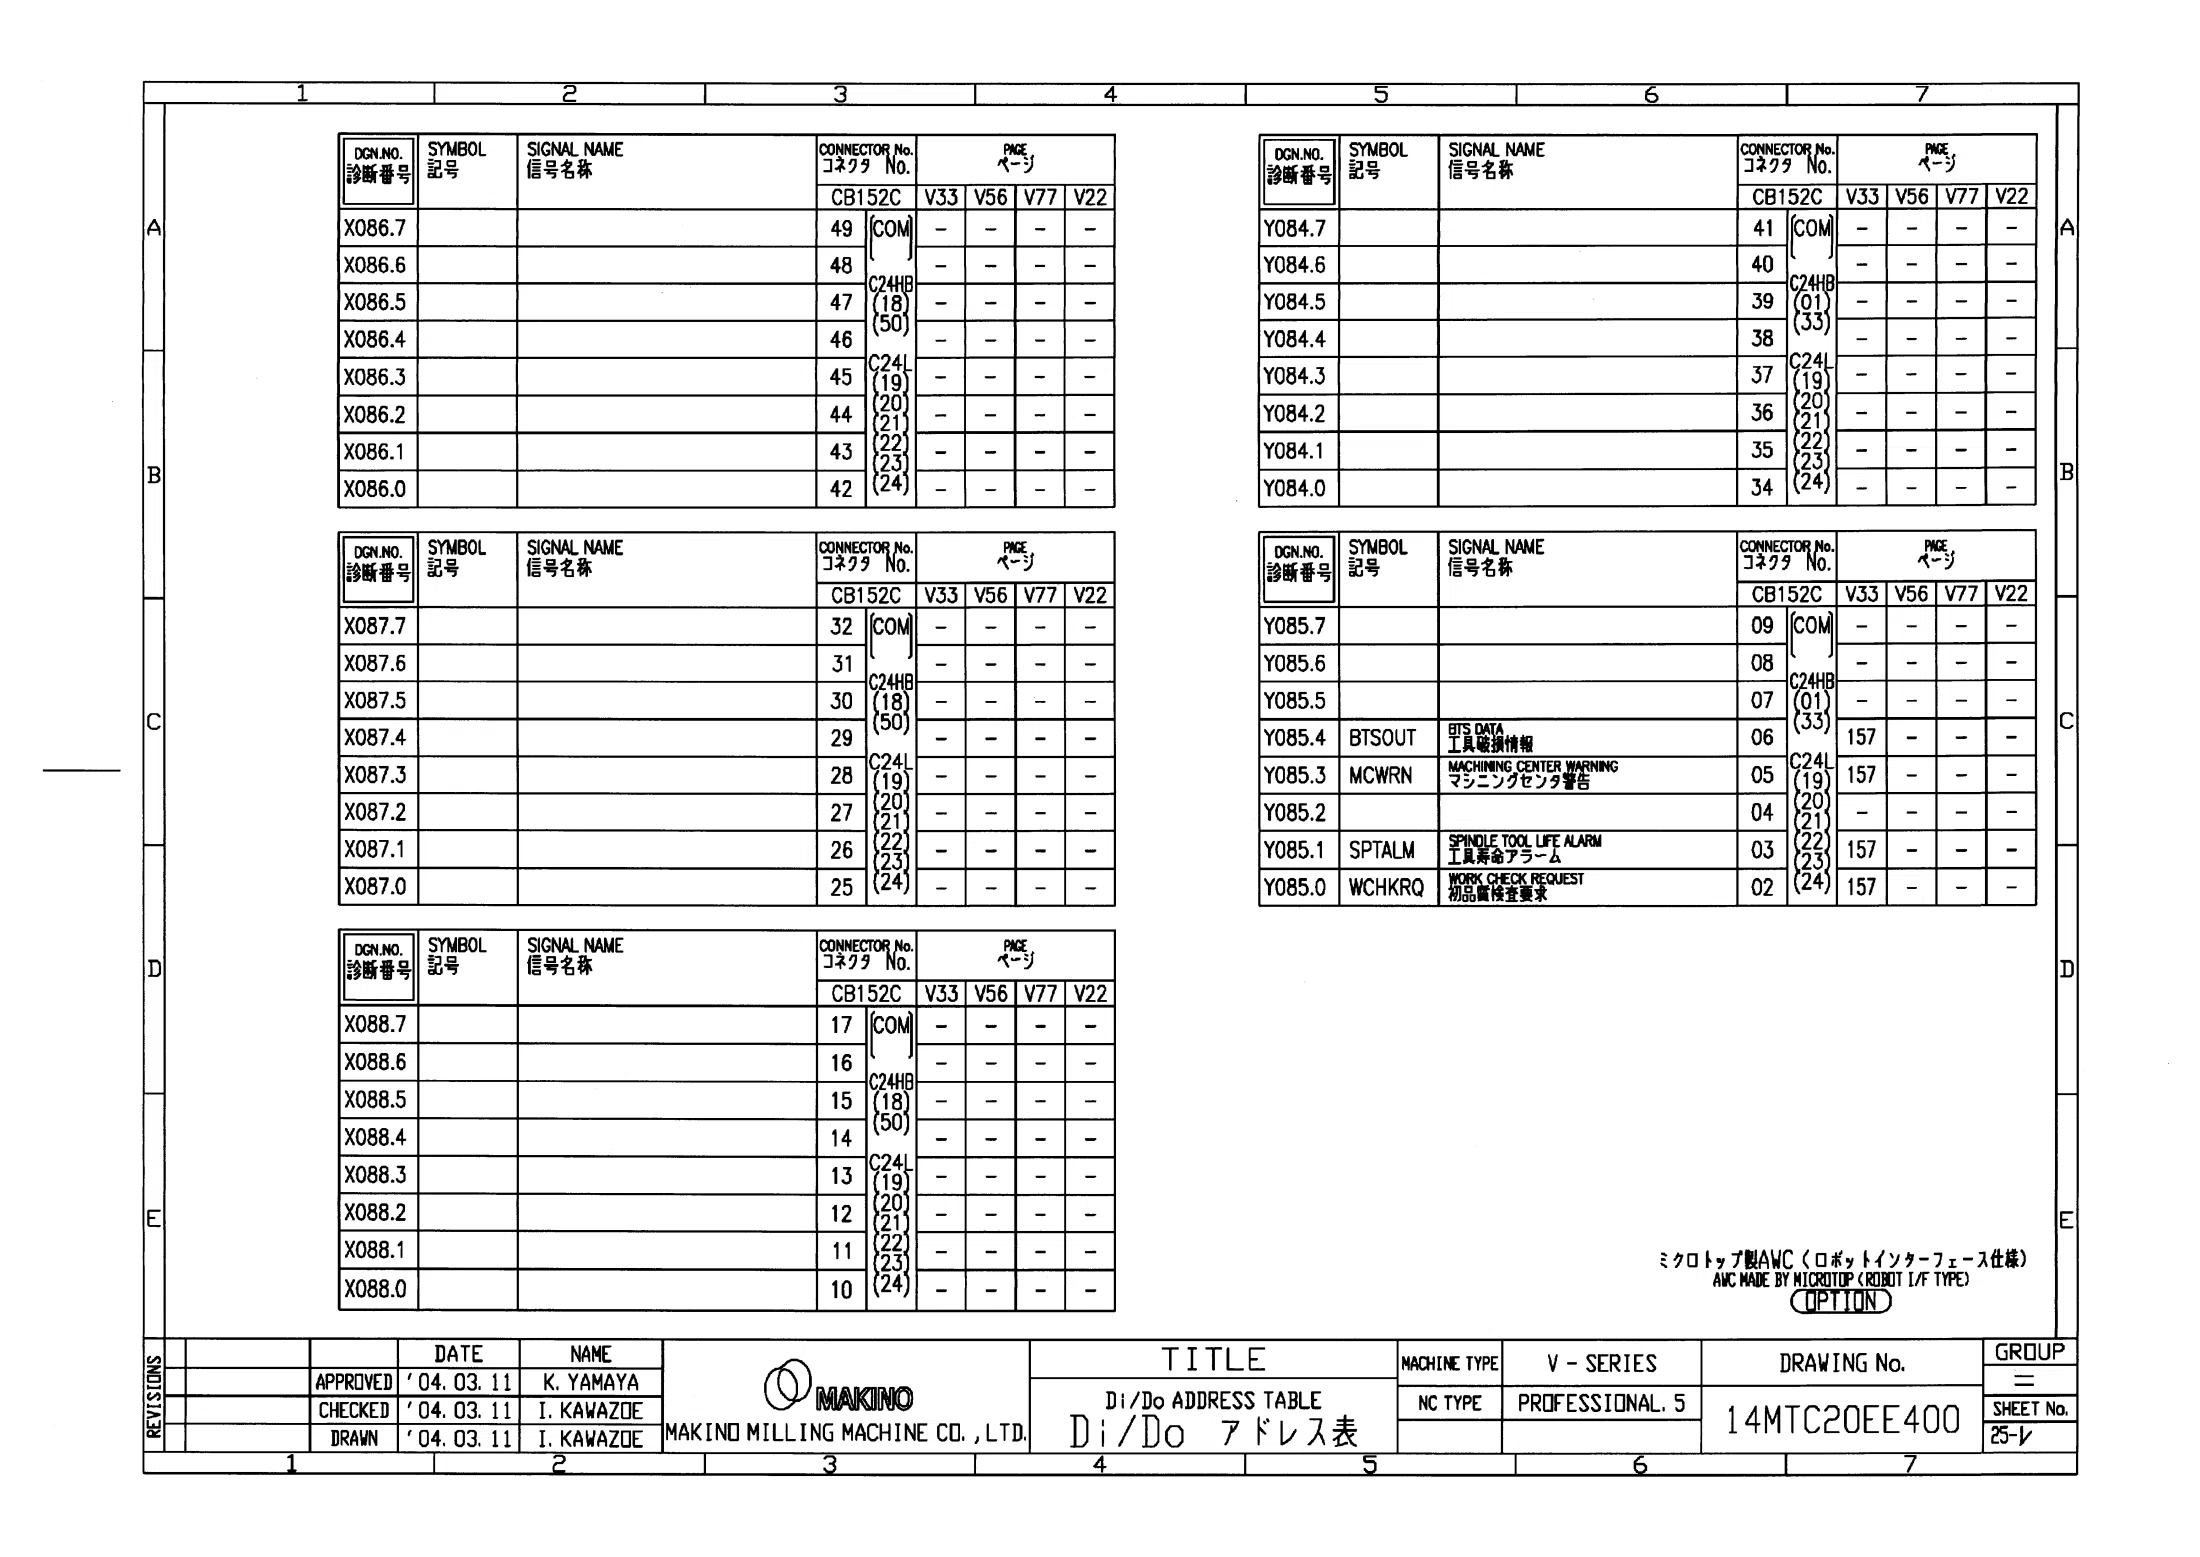 1 2 3 4 5 6 7
A B C D E
DGN.NO. SYMBOL SIGNAL NAME CONNECTOR No. PAGE
診断番号 記号 信号名称 コネクタ No. ページ
CB152C V33 V56 V77 V22
X086.7 49 (COM) - - - -
X086.6 48 - - - -
C24HB
X086.5 47 (18) - - - -
(50)
X086.4 46 - - - -
C24L
X086.3 45 (19) - - - -
(20)
X086.2 44 (21) - - - -
(22)
X086.1 43 (23) - - - -
X086.0 42 (24) - - - -
DGN.NO. SYMBOL SIGNAL NAME CONNECTOR No. PAGE
診断番号 記号 信号名称 コネクタ No. ページ
CB152C V33 V56 V77 V22
X087.7 32 (COM) - - - -
X087.6 31 - - - -
C24HB
X087.5 30 (18) - - - -
(50)
X087.4 29 - - - -
C24L
X087.3 28 (19) - - - -
(20)
X087.2 27 (21) - - - -
(22)
X087.1 26 (23) - - - -
X087.0 25 (24) - - - -
DGN.NO. SYMBOL SIGNAL NAME CONNECTOR No. PAGE
診断番号 記号 信号名称 コネクタ No. ページ
CB152C V33 V56 V77 V22
X088.7 17 (COM) - - - -
X088.6 16 - - - -
C24HB
X088.5 15 (18) - - - -
(50)
X088.4 14 - - - -
C24L
X088.3 13 (19) - - - -
(20)
X088.2 12 (21) - - - -
(22)
X088.1 11 (23) - - - -
X088.0 10 (24) - - - -
DGN.NO. SYMBOL SIGNAL NAME CONNECTOR No. PAGE
診断番号 記号 信号名称 コネクタ No. ページ
CB152C V33 V56 V77 V22
Y084.7 41 (COM) - - - -
Y084.6 40 - - - -
C24HB
Y084.5 39 (01) - - - -
(33)
Y084.4 38 - - - -
C24L
Y084.3 37 (19) - - - -
(20)
Y084.2 36 (21) - - - -
(22)
Y084.1 35 (23) - - - -
Y084.0 34 (24) - - - -
DGN.NO. SYMBOL SIGNAL NAME CONNECTOR No. PAGE
診断番号 記号 信号名称 コネクタ No. ページ
CB152C V33 V56 V77 V22
Y085.7 09 (COM) - - - -
Y085.6 08 - - - -
C24HB
Y085.5 07 (01) - - - -
(33)
Y085.4 BTSOUT BTS DATA 06 157 - - -
工具破損情報
C24L
Y085.3 MCWRN MACHINING CENTER WARNING 05 (19) 157 - - -
マシニングセンタ警告
(20)
Y085.2 04 (21) - - - -
(22)
Y085.1 SPTALM SPINDLE TOOL LIFE ALARM 03 (23) 157 - - -
工具寿命アラーム
Y085.0 WCHKRQ WORK CHECK REQUEST 02 (24) 157 - - -
初品質検査要求
A B C D E
ミクロトップ製AWC(ロボットインターフェース仕様)
AWC MADE BY MICROTOP(ROBOT I/F TYPE)
OPTION
REVISIONS
DATE NAME
APPROVED '04. 03. 11 K. YAMAYA
CHECKED '04. 03. 11 I. KAWAZOE
DRAWN '04. 03. 11 I. KAWAZOE
MAKINO
MAKINO MILLING MACHINE CO.,LTD.
TITLE
Di/Do ADDRESS TABLE
Di/Do アドレス表
MACHINE TYPE V-SERIES
NC TYPE PROFESSIONAL.5
DRAWING No.
14MTC20EE400
GROUP
=
SHEET No.
25-V
1 2 3 4 5 6 7